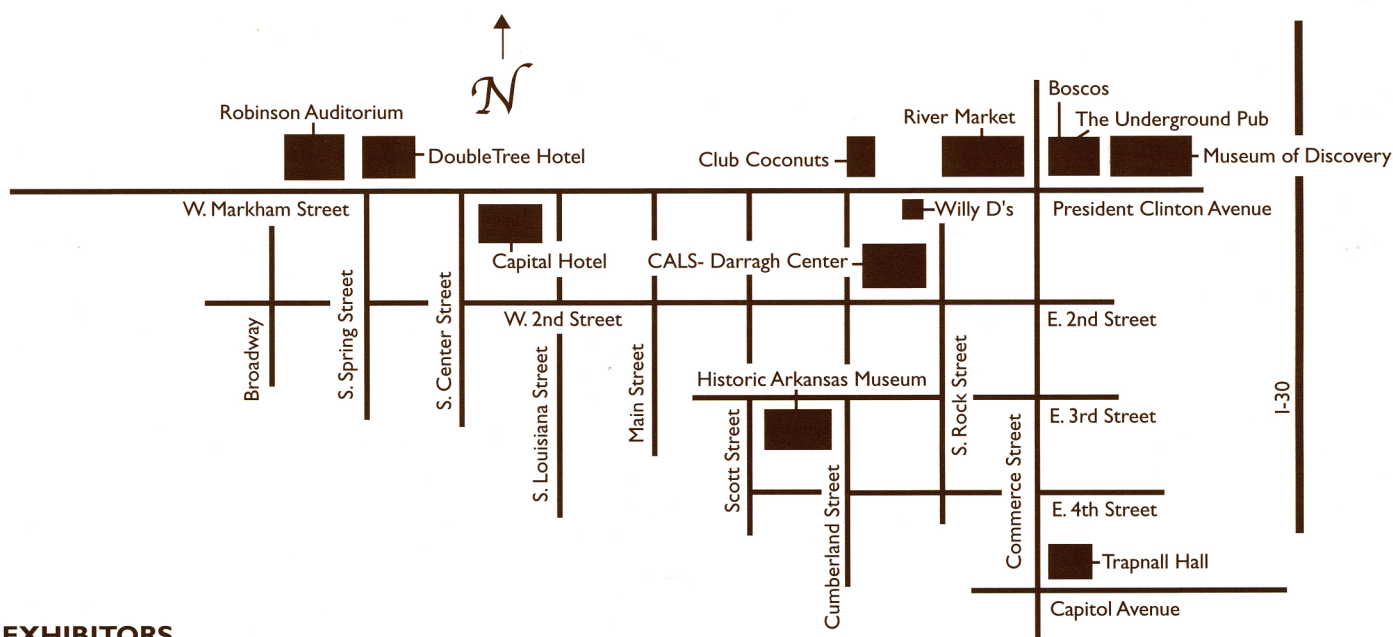 N
Boscos
Robinson Auditorium
River Market
The Underground Pub
DoubleTree Hotel
Club Coconuts
Museum of Discovery
W. Markham Street
Willy D's
President Clinton Avenue
Capital Hotel
CALS- Darragh Center
W. 2nd Street
E. 2nd Street
Broadway
S. Spring Street
S. Center Street
S. Louisiana Street
Main Street
Historic Arkansas Museum
S. Rock Street
I-30
E. 3rd Street
Scott Street
Cumberland Street
Commerce Street
E. 4th Street
Trapnall Hall
Capitol Avenue
EXHIBITORS